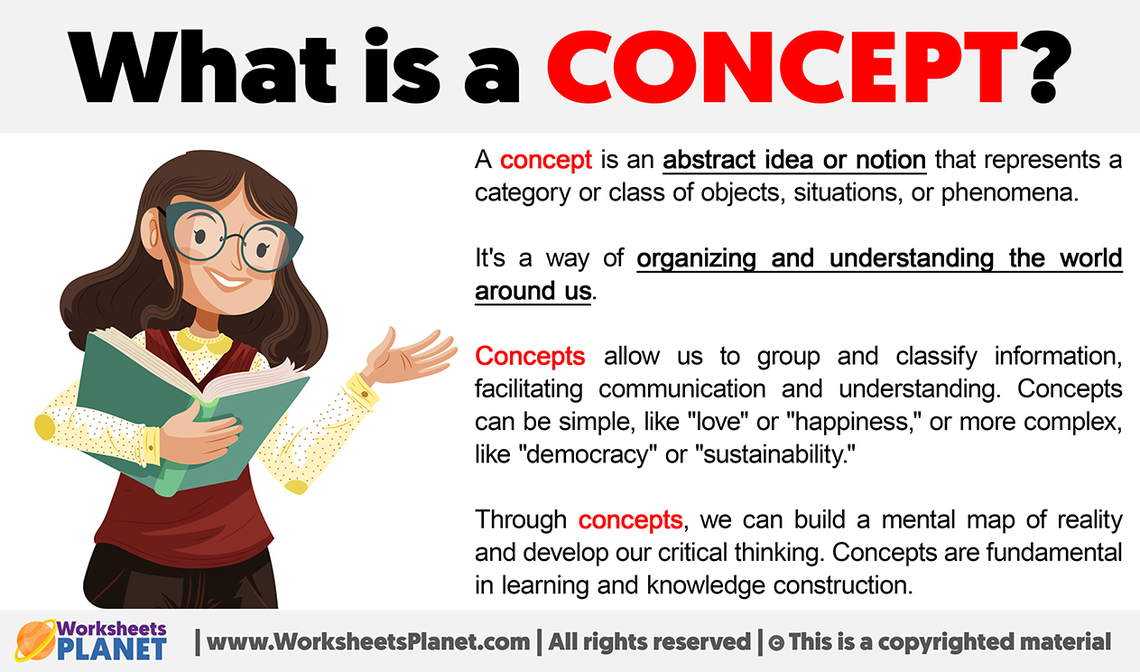 What is a CONCEPT?
A concept is an abstract idea or notion that represents a
category or class of objects, situations, or phenomena.
It's a way of organizing and understanding the world
around us.
Concepts allow us to group and classify information,
facilitating communication and understanding. Concepts
can be simple, like "love" or "happiness," or more complex,
like "democracy" or "sustainability."
Through concepts, we can build a mental map of reality
and develop our critical thinking. Concepts are fundamental
in learning and knowledge construction.
Worksheets
PLANET
| www.WorksheetsPlanet.com | All rights reserved | © This is a copyrighted material